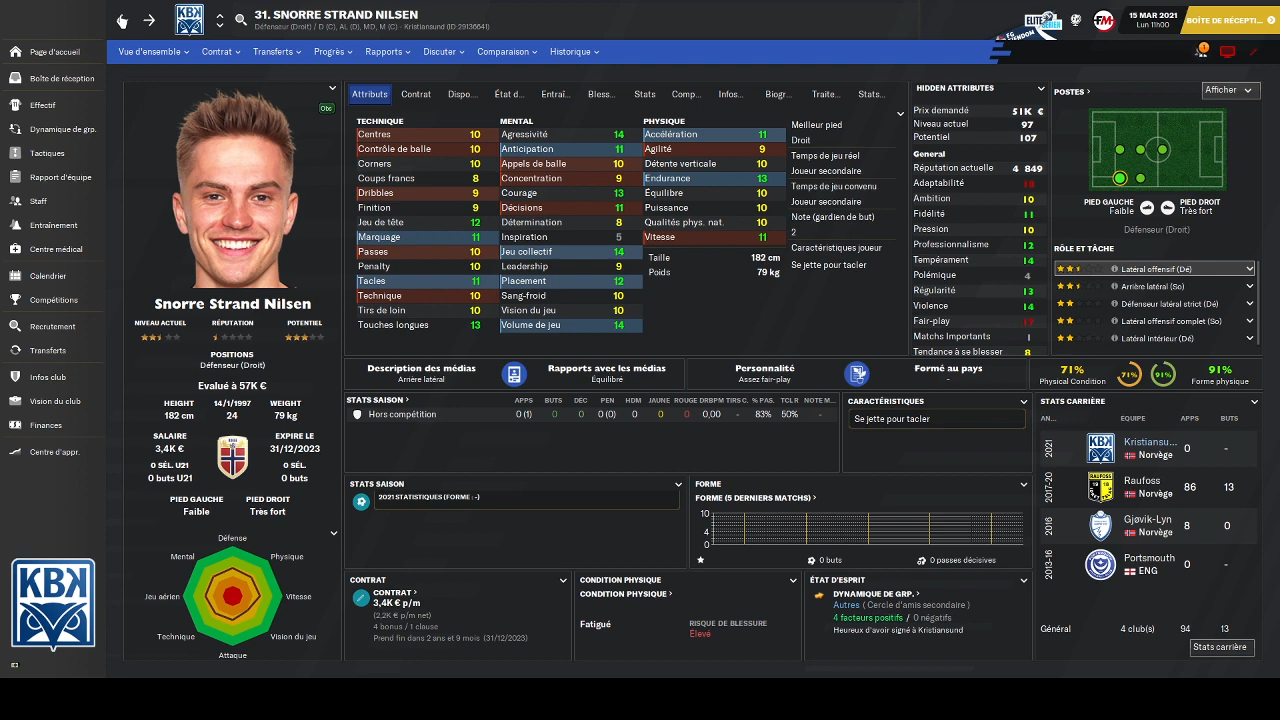 31. SNORRE STRAND NILSEN
Défenseur (Droit) / D (C), AL (D), MD, M (C) - Kristiansund (ID:29136641)
15 MAR 2021
Lun 11h00
BOÎTE DE RÉCEPTI...
Vue d'ensemble
Contrat
Transferts
Progrès
Rapports
Discuter
Comparaison
Historique
Page d'accueil
Boîte de réception
Effectif
Dynamique de grp.
Tactiques
Rapport d'équipe
Staff
Entraînement
Centre médical
Calendrier
Compétitions
Recrutement
Transferts
Infos club
Vision du club
Finances
Centre d'appr.
KBK
Obc
Snorre Strand Nilsen
NIVEAU ACTUEL RÉPUTATION POTENTIEL
POSITIONS
Défenseur (Droit)
Evalué à 57K €
HEIGHT 14/1/1997 WEIGHT
182 cm 24 79 kg
SALAIRE EXPIRE LE
3,4K € 31/12/2023
0 SÉL. U21 0 SÉL.
0 buts U21 0 buts
PIED GAUCHE PIED DROIT
Faible Très fort
Défense
Mental Physique
Jeu aérien Vitesse
Technique Vision du jeu
Attaque
Attributs Contrat Dispo... État d... Entraî... Bless... Stats Comp... Infos... Biogr... Traite... Stats...
TECHNIQUE
Centres 10
Contrôle de balle 10
Corners 10
Coups francs 8
Dribbles 9
Finition 9
Jeu de tête 12
Marquage 11
Passes 10
Penalty 10
Tacles 11
Technique 10
Tirs de loin 10
Touches longues 13
MENTAL
Agressivité 14
Anticipation 11
Appels de balle 10
Concentration 9
Courage 13
Décisions 11
Détermination 8
Inspiration 5
Jeu collectif 14
Leadership 9
Placement 12
Sang-froid 10
Vision du jeu 10
Volume de jeu 14
PHYSIQUE
Accélération 11
Agilité 9
Détente verticale 10
Endurance 13
Équilibre 10
Puissance 10
Qualités phys. nat. 10
Vitesse 11
Taille 182 cm
Poids 79 kg
Meilleur pied
Droit
Temps de jeu réel
Joueur secondaire
Temps de jeu convenu
Joueur secondaire
Note (gardien de but)
2
Caractéristiques joueur
Se jette pour tacler
HIDDEN ATTRIBUTES
Prix demandé 51K €
Niveau actuel 97
Potentiel 107
General
Réputation actuelle 4 849
Adaptabilité
Ambition 10
Fidélité 11
Pression 10
Professionnalisme 12
Tempérament 14
Polémique 4
Régularité 13
Violence 14
Fair-play
Matchs Importants 1
Tendance à se blesser 8
POSTES
Afficher
PIED GAUCHE PIED DROIT
Faible Très fort
Défenseur (Droit)
RÔLE ET TÂCHE
Latéral offensif (Dé)
Arrière latéral (So)
Défenseur latéral strict (Dé)
Latéral offensif complet (So)
Latéral intérieur (Dé)
Description des médias
Arrière latéral
Rapports avec les médias
Équilibré
Personnalité
Assez fair-play
Formé au pays
-
71%
Physical Condition
71%
91%
91%
Forme physique
STATS SAISON APPS BUTS DÉC PEN HDM JAUNE ROUGE DRBPM TIRS C. % PAS. TCL R NOTE M...
Hors compétition 0 (1) 0 0 0 (0) 0 0 0 0,00 - 83% 50% -
CARACTÉRISTIQUES
Se jette pour tacler
STATS SAISON
2021 STATISTIQUES (FORME : -)
FORME
FORME (5 DERNIERS MATCHS)
10
4
0
0 buts
0 passes décisives
STATS CARRIÈRE
AN... EQUIPE APPS BUTS
2021 Kristiansu... 0 -
Norvège
2017-20 Raufoss 86 13
Norvège
2016 Gjøvik-Lyn 8 0
Norvège
2013-16 Portsmouth 0 -
ENG
Général 4 club(s) 94 13
Stats carrière
CONTRAT
CONTRAT
3,4K € p/m
(2,2K € p/m net)
4 bonus / 1 clause
Prend fin dans 2 ans et 9 mois (31/12/2023)
CONDITION PHYSIQUE
CONDITION PHYSIQUE
Fatigué
RISQUE DE BLESSURE
Élevé
ÉTAT D'ESPRIT
DYNAMIQUE DE GRP.
Autres ( Cercle d'amis secondaire )
4 facteurs positifs / 0 négatifs
Heureux d'avoir signé à Kristiansund